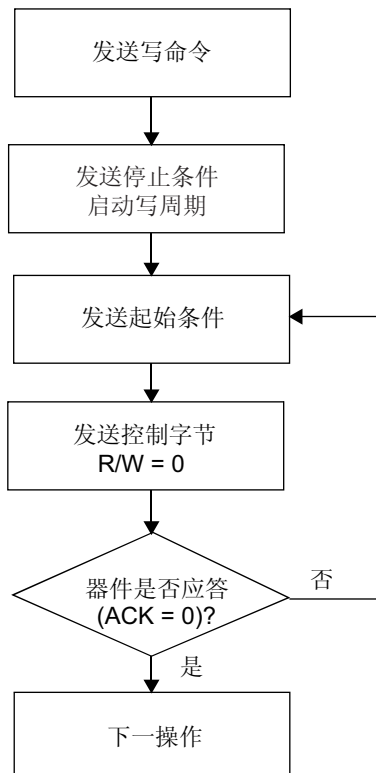 发送写命令
发送停止条件
启动写周期
发送起始条件
发送控制字节
R/W = 0
器件是否应答
(ACK = 0)?
否
是
下一操作